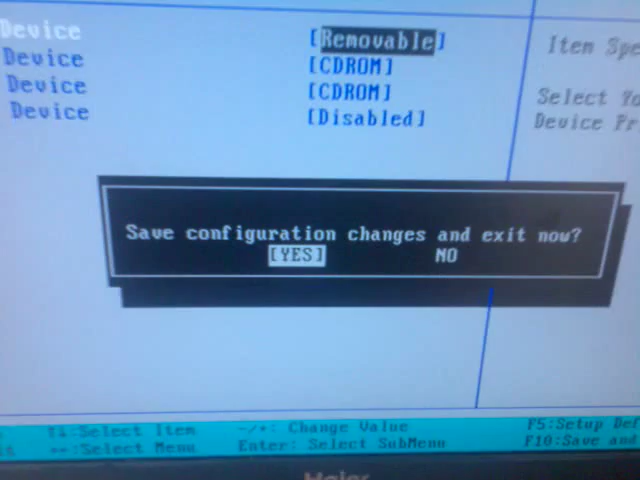 Device [Removable]
Device [CDROM]
Device [CDROM]
Device [Disabled]
Item Spe
Select Yo
Device Pr
Save configuration changes and exit now?
[YES] NO
↑↓:Select Item -/+: Change Value F5:Setup Def
↔:Select Menu Enter: Select SubMenu F10:Save and
Haier